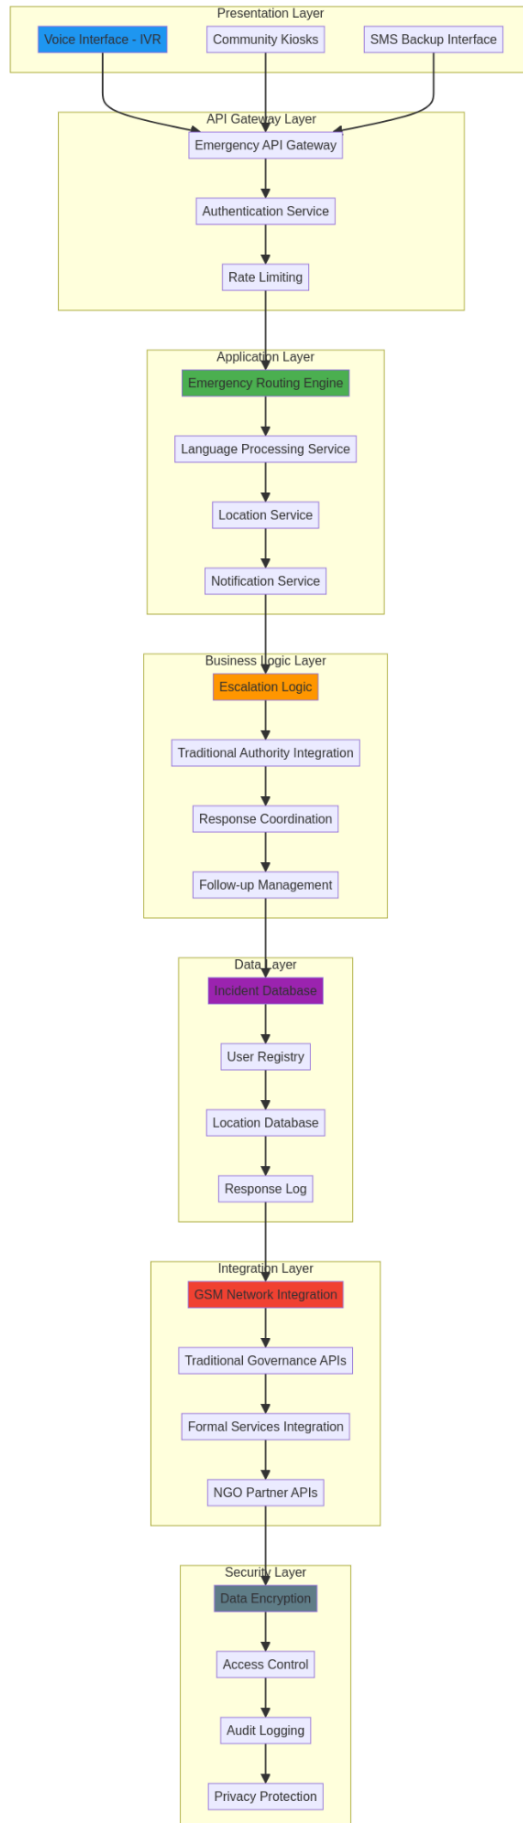 Presentation Layer
Voice Interface - IVR
Community Kiosks
SMS Backup Interface
API Gateway Layer
Emergency API Gateway
Authentication Service
Rate Limiting
Application Layer
Emergency Routing Engine
Language Processing Service
Location Service
Notification Service
Business Logic Layer
Escalation Logic
Traditional Authority Integration
Response Coordination
Follow-up Management
Data Layer
Incident Database
User Registry
Location Database
Response Log
Integration Layer
GSM Network Integration
Traditional Governance APIs
Formal Services Integration
NGO Partner APIs
Security Layer
Data Encryption
Access Control
Audit Logging
Privacy Protection